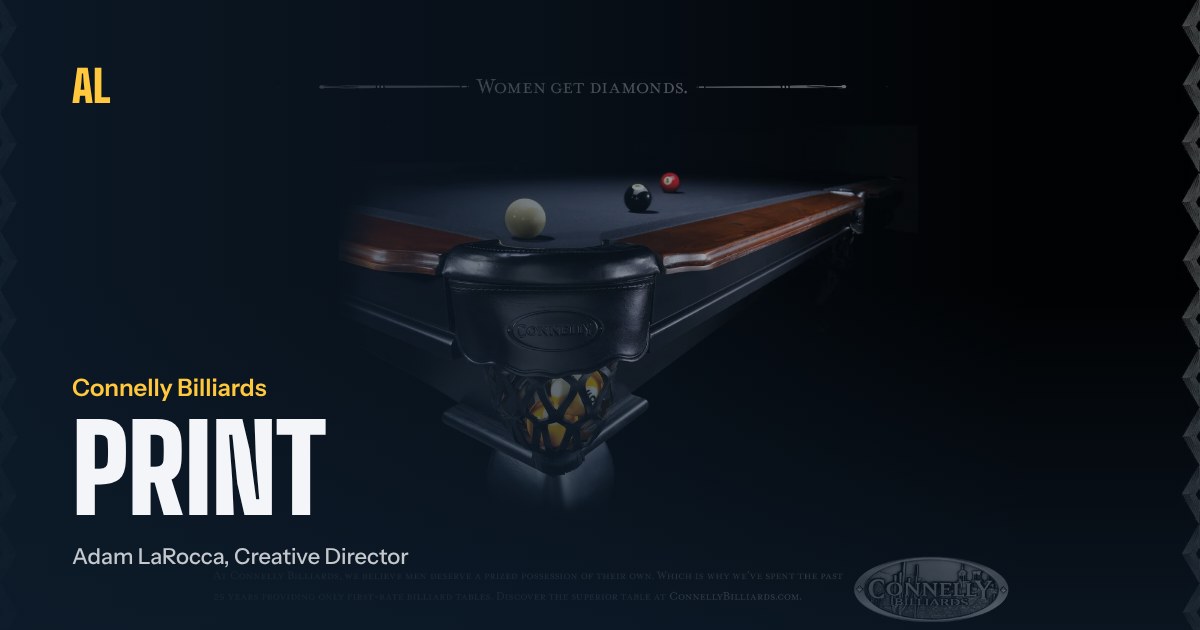 AL
Women get diamonds.
CONNELLY
Connelly Billiards
PRINT
Adam LaRocca, Creative Director
At Connelly Billiards, we believe men deserve a prized possession of their own. Which is why we've spent the past
years providing only first-rate billiard tables. Discover the superior table at ConnellyBilliards.com.
CONNELLY
BILLIARDS